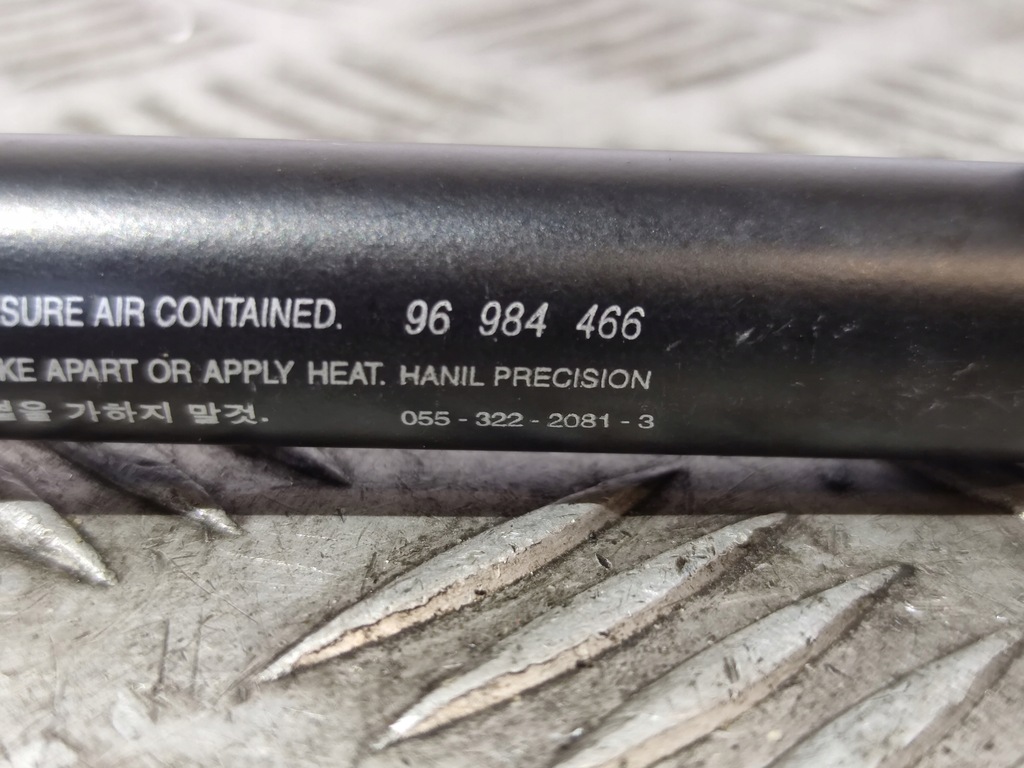 SURE AIR CONTAINED. 96 984 466
KE APART OR APPLY HEAT. HANIL PRECISION
을 가하지 말것. 055 - 322 - 2081 - 3